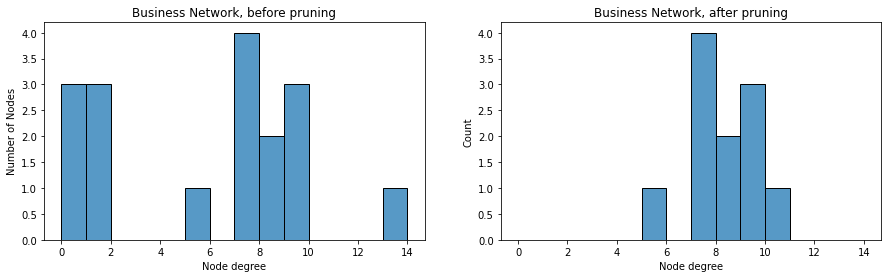 Business Network, before pruning
Number of Nodes
4.0
3.5
3.0
2.5
2.0
1.5
1.0
0.5
0.0
0 2 4 6 8 10 12 14
Node degree
Business Network, after pruning
Count
4.0
3.5
3.0
2.5
2.0
1.5
1.0
0.5
0.0
0 2 4 6 8 10 12 14
Node degree